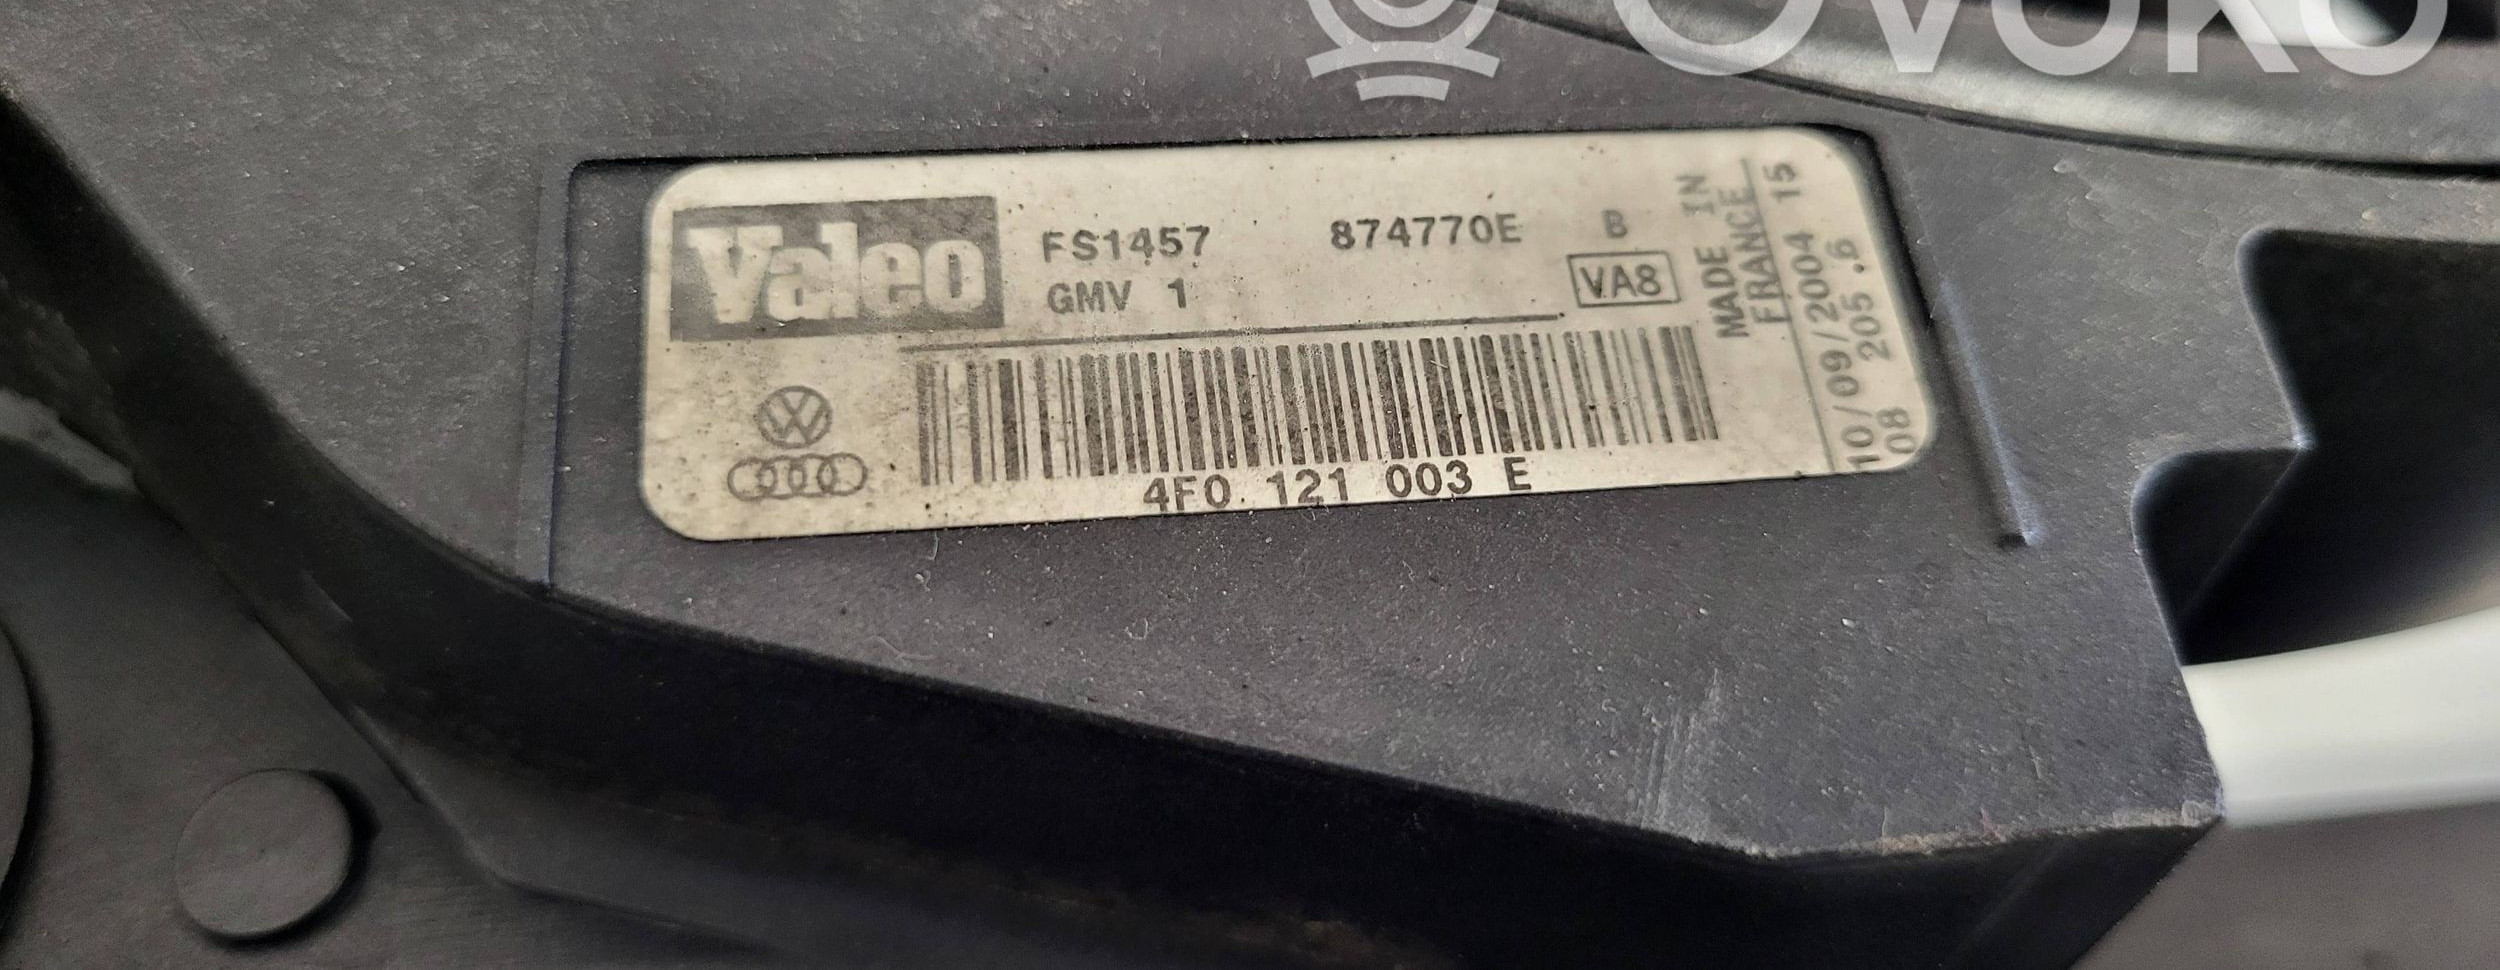 OVOKO
Valeo
FS1457 874770E B
GMV 1 VA8
4F0 121 003 E
MADE IN
FRANCE
10/09/2004 15
08 205.6